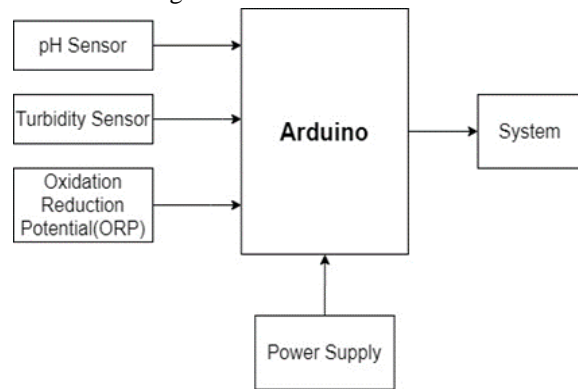 pH Sensor
Turbidity Sensor
Oxidation
Reduction
Potential(ORP)
Arduino
System
Power Supply